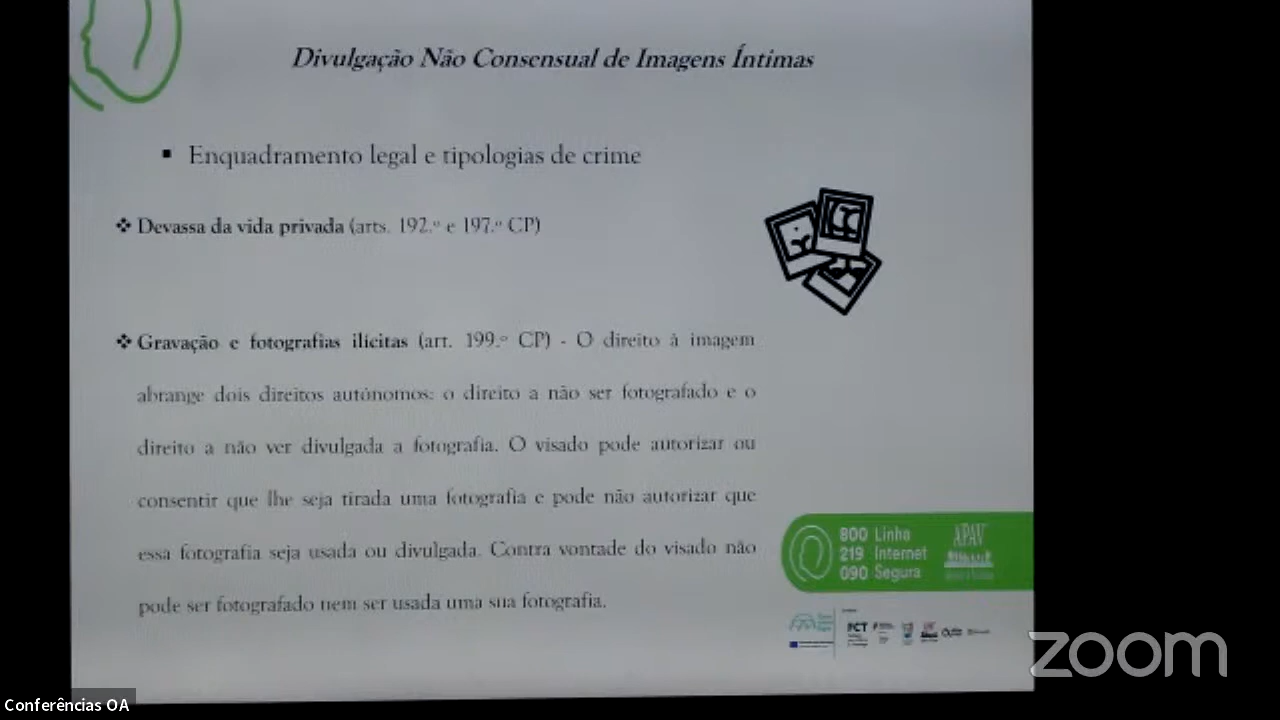 Divulgação Não Consensual de Imagens Íntimas
▪ Enquadramento legal e tipologias de crime
❖ Devassa da vida privada (arts. 192.º e 197.º CP)
❖ Gravação e fotografias ilícitas (art. 199.º CP) - O direito à imagem
abrange dois direitos autónomos: o direito a não ser fotografado e o
direito a não ver divulgada a fotografia. O visado pode autorizar ou
consentir que lhe seja tirada uma fotografia e pode não autorizar que
essa fotografia seja usada ou divulgada. Contra vontade do visado não
pode ser fotografado nem ser usada uma sua fotografia.
800 Linha
219 Internet
090 Segura
APAV
FCT
zoom
Conferências OA